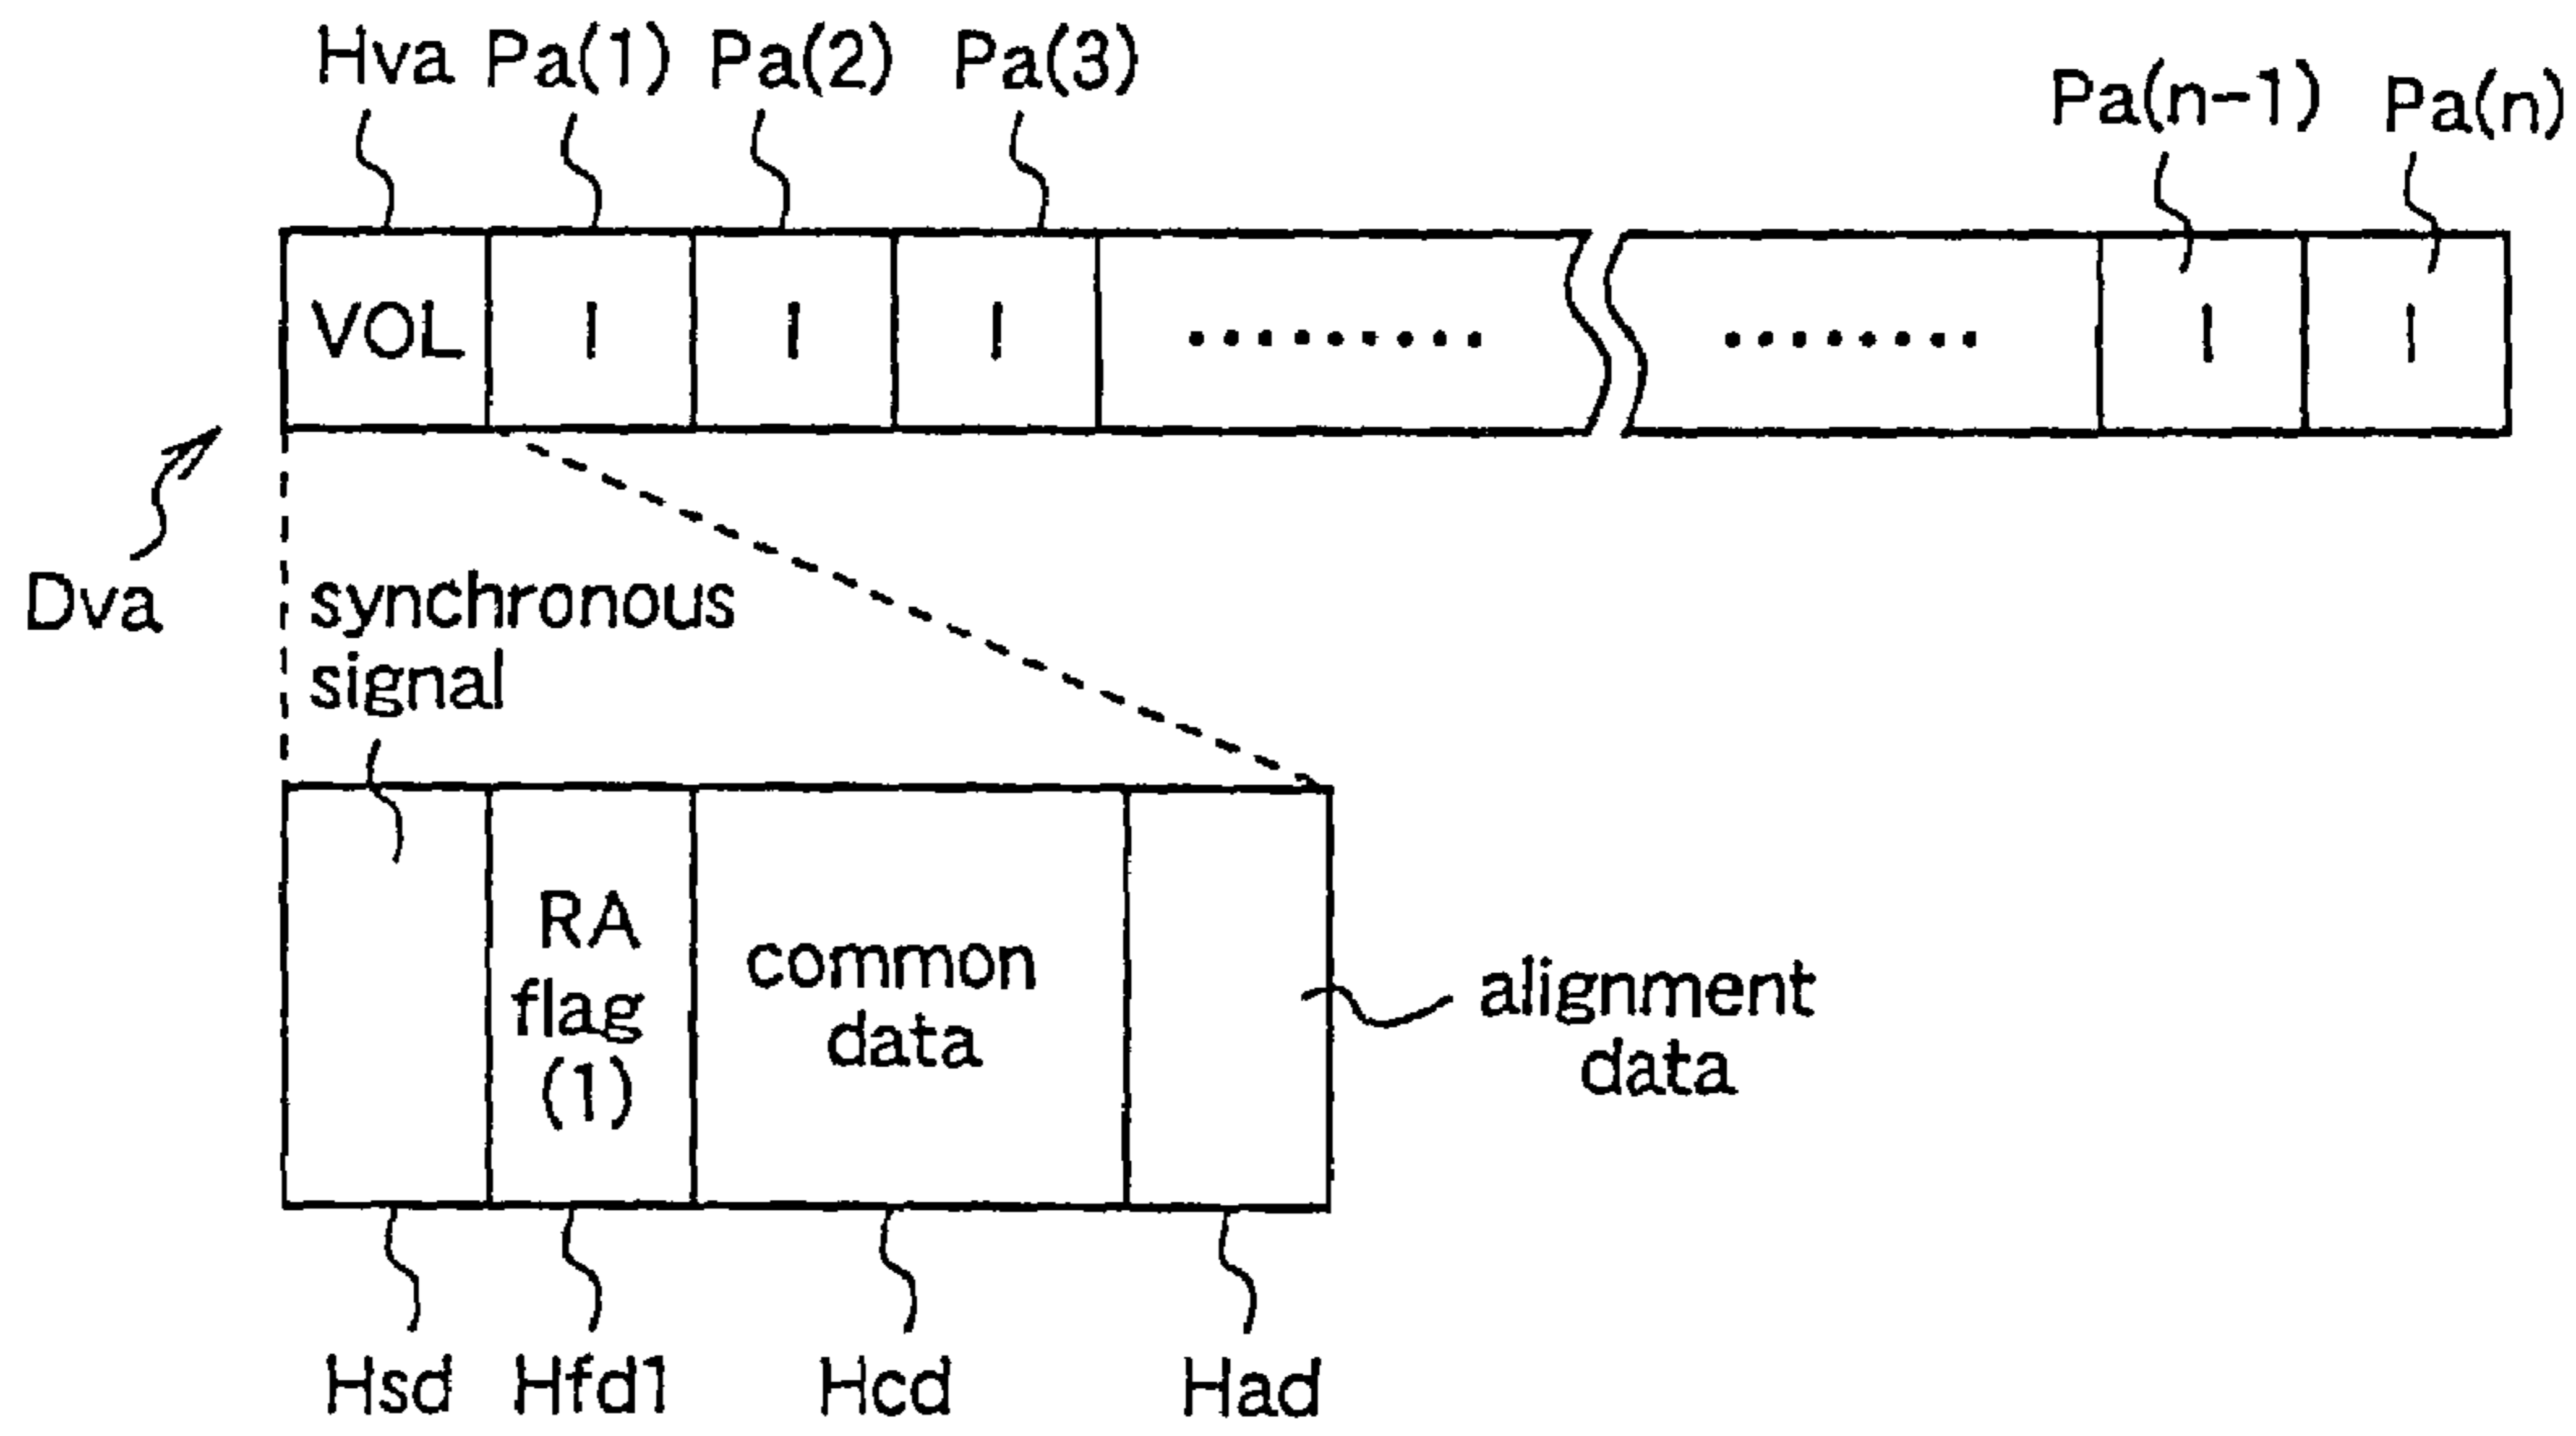 Hva Pa(1) Pa(2) Pa(3) Pa(n-1) Pa(n)
VOL I I I ......... ........ I I
Dva
synchronous
signal
RA
flag
(1)
common
data
alignment
data
Hsd Hfd1 Hcd Had